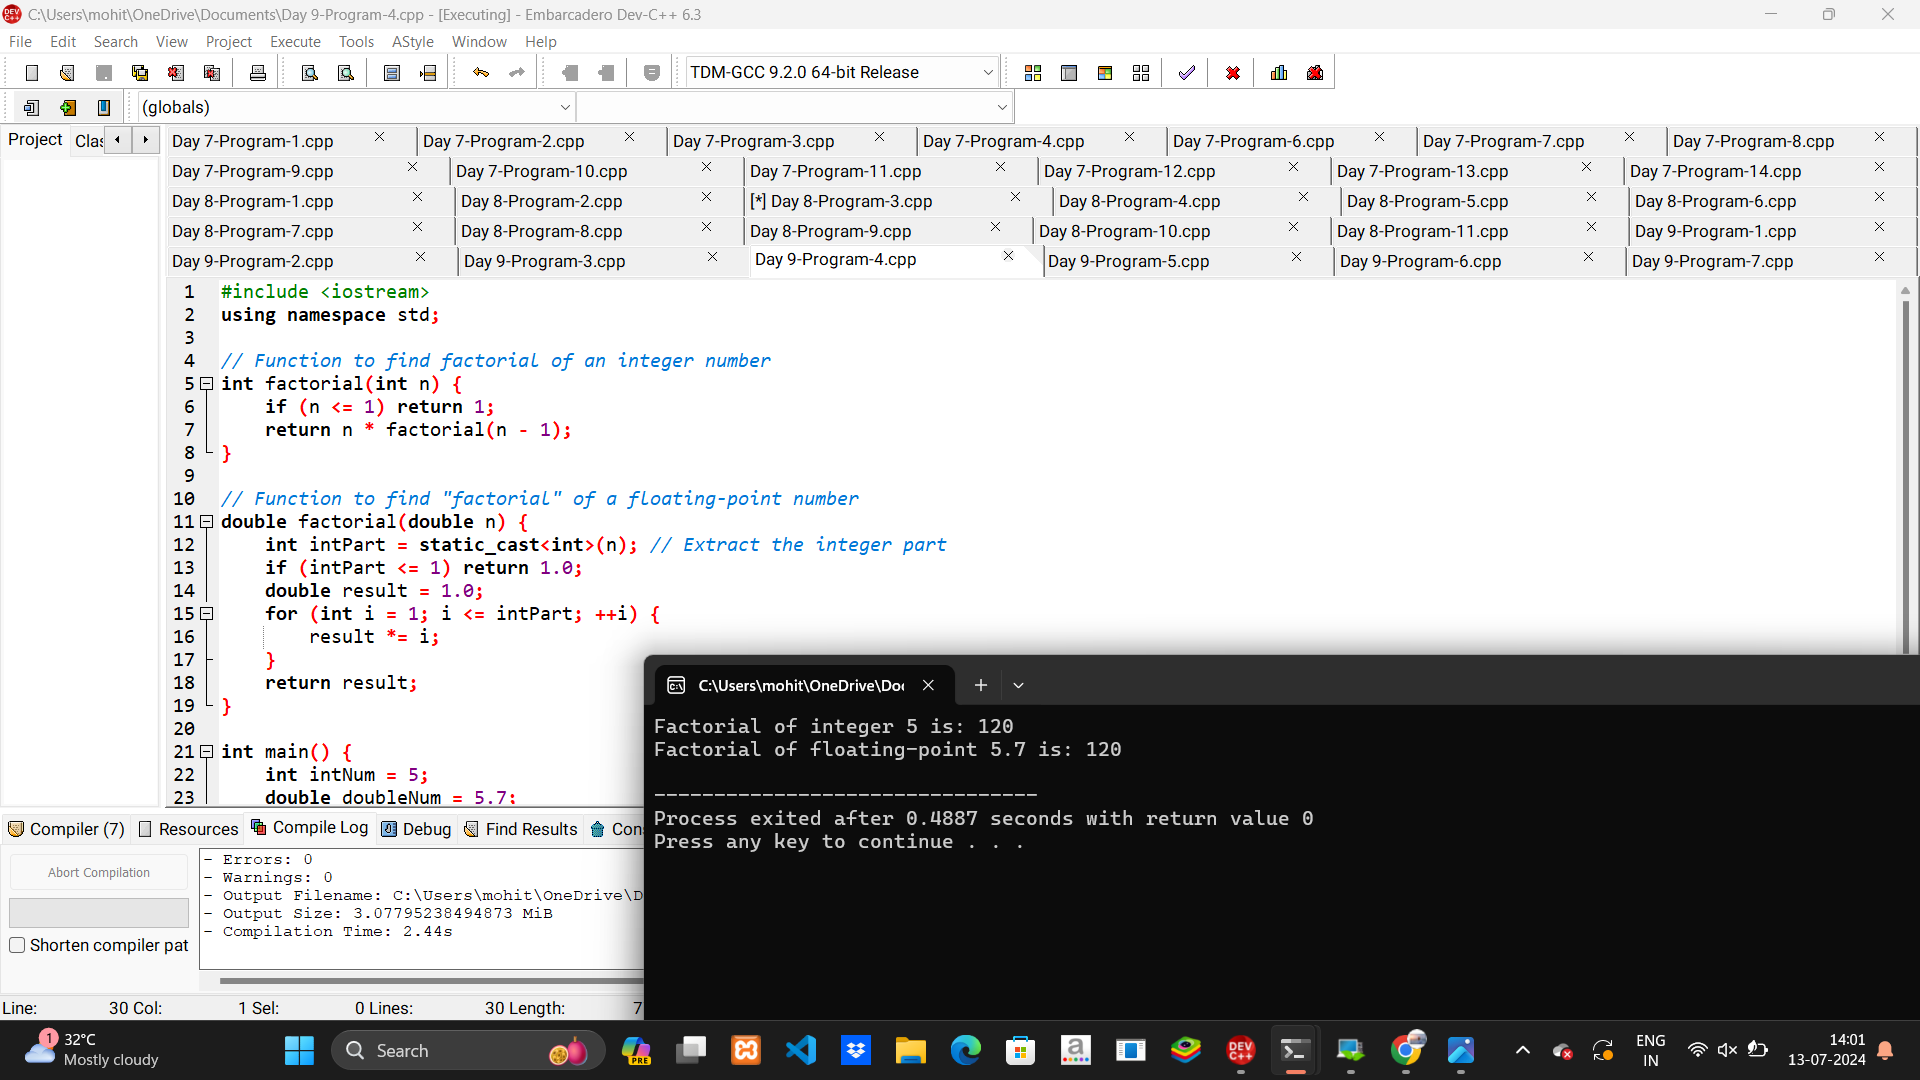 C:\Users\mohit\OneDrive\Documents\Day 9-Program-4.cpp - [Executing] - Embarcadero Dev-C++ 6.3
File Edit Search View Project Execute Tools AStyle Window Help
TDM-GCC 9.2.0 64-bit Release
(globals)
Project Clas
Day 7-Program-1.cpp Day 7-Program-2.cpp Day 7-Program-3.cpp Day 7-Program-4.cpp Day 7-Program-6.cpp Day 7-Program-7.cpp Day 7-Program-8.cpp
Day 7-Program-9.cpp Day 7-Program-10.cpp Day 7-Program-11.cpp Day 7-Program-12.cpp Day 7-Program-13.cpp Day 7-Program-14.cpp
Day 8-Program-1.cpp Day 8-Program-2.cpp [*] Day 8-Program-3.cpp Day 8-Program-4.cpp Day 8-Program-5.cpp Day 8-Program-6.cpp
Day 8-Program-7.cpp Day 8-Program-8.cpp Day 8-Program-9.cpp Day 8-Program-10.cpp Day 8-Program-11.cpp Day 9-Program-1.cpp
Day 9-Program-2.cpp Day 9-Program-3.cpp Day 9-Program-4.cpp Day 9-Program-5.cpp Day 9-Program-6.cpp Day 9-Program-7.cpp
1 #include <iostream>
2 using namespace std;
3
4 // Function to find factorial of an integer number
5 int factorial(int n) {
6     if (n <= 1) return 1;
7     return n * factorial(n - 1);
8 }
9
10 // Function to find "factorial" of a floating-point number
11 double factorial(double n) {
12     int intPart = static_cast<int>(n); // Extract the integer part
13     if (intPart <= 1) return 1.0;
14     double result = 1.0;
15     for (int i = 1; i <= intPart; ++i) {
16         result *= i;
17     }
18     return result;
19 }
20
21 int main() {
22     int intNum = 5;
23     double doubleNum = 5.7;
C:\Users\mohit\OneDrive\Doc
Factorial of integer 5 is: 120
Factorial of floating-point 5.7 is: 120
--------------------------------
Process exited after 0.4887 seconds with return value 0
Press any key to continue . . .
Compiler (7) Resources Compile Log Debug Find Results Con
Abort Compilation
Shorten compiler pat
- Errors: 0
- Warnings: 0
- Output Filename: C:\Users\mohit\OneDrive\D
- Output Size: 3.07795238494873 MiB
- Compilation Time: 2.44s
Line: 30 Col: 1 Sel: 0 Lines: 30 Length: 7
1
32°C
Mostly cloudy
Search
PRE
DEV C++
ENG
IN
14:01
13-07-2024